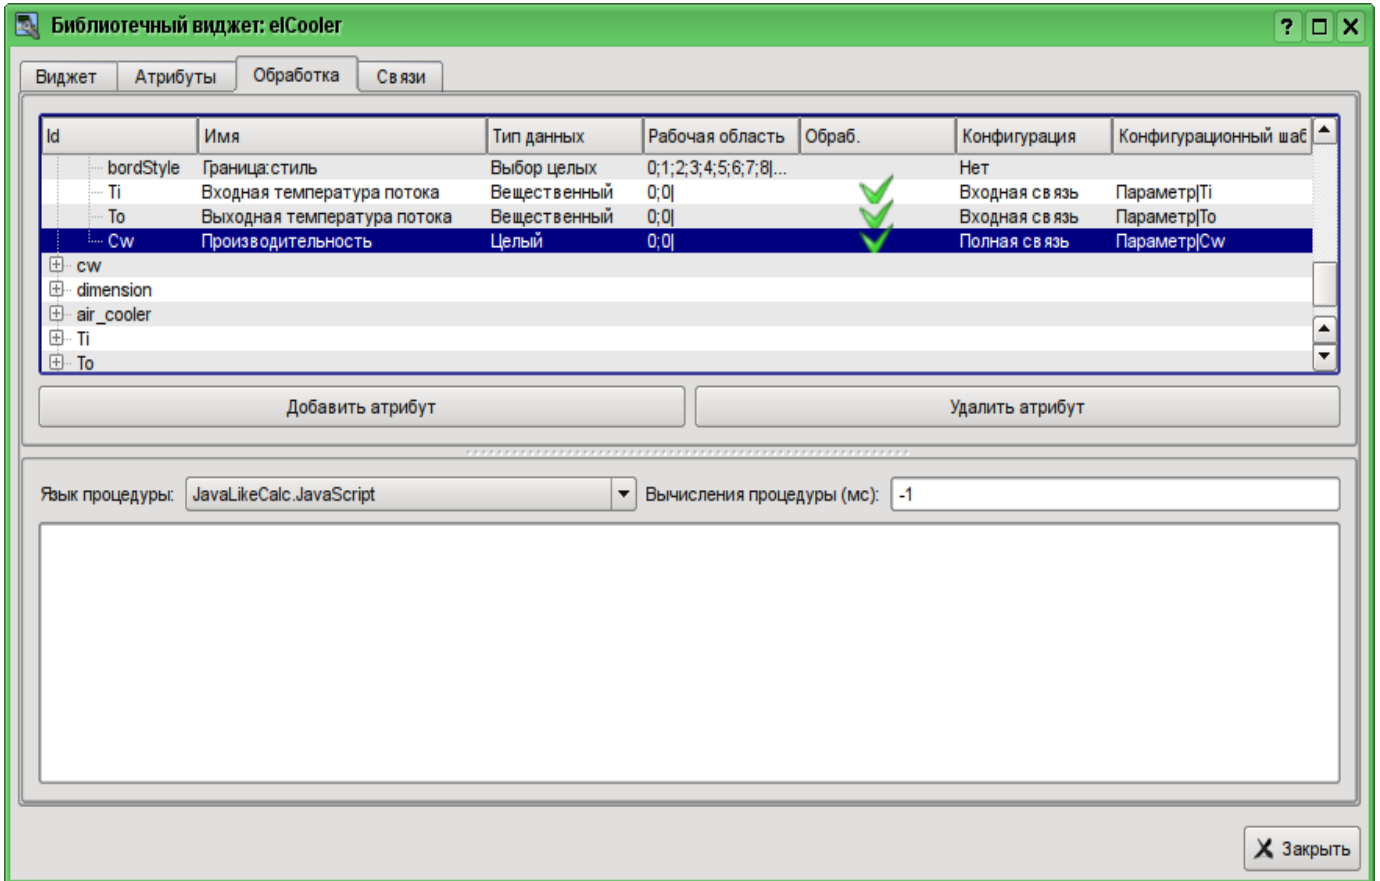 Библиотечный виджет: elCooler
Виджет Атрибуты Обработка Связи
Id Имя Тип данных Рабочая область Обраб. Конфигурация Конфигурационный шаб
bordStyle Граница:стиль Выбор целых 0;1;2;3;4;5;6;7;8|... Нет
Ti Входная температура потока Вещественный 0;0| Входная связь Параметр|Ti
To Выходная температура потока Вещественный 0;0| Входная связь Параметр|To
Cw Производительность Целый 0;0| Полная связь Параметр|Cw
cw
dimension
air_cooler
Ti
To
Добавить атрибут Удалить атрибут
Язык процедуры: JavaLikeCalc.JavaScript Вычисления процедуры (мс): -1
Закрыть